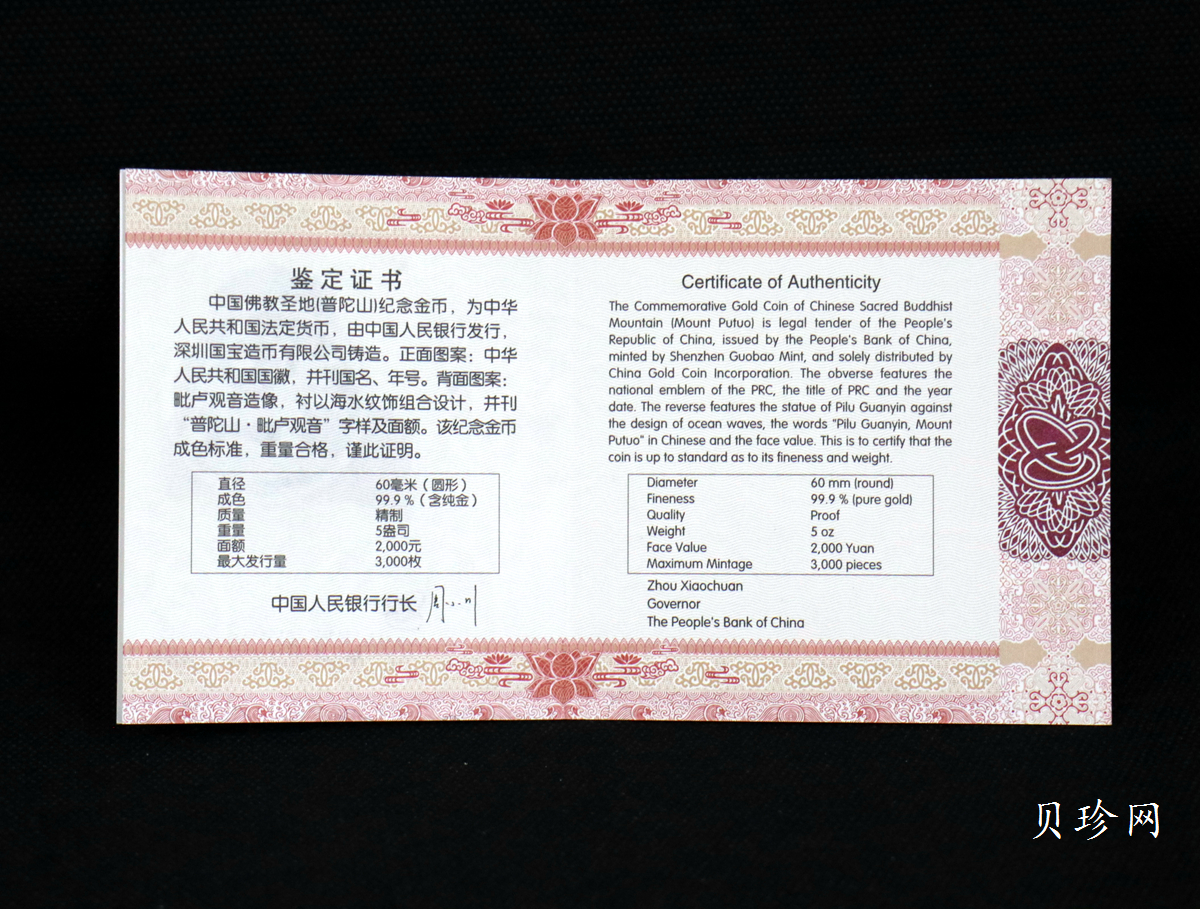 鉴定证书
中国佛教圣地(普陀山)纪念金币，为中华
人民共和国法定货币，由中国人民银行发行，
深圳国宝造币有限公司铸造。正面图案：中华
人民共和国国徽，并刊国名、年号。背面图案：
毗卢观音造像，衬以海水纹饰组合设计，并刊
“普陀山·毗卢观音”字样及面额。该纪念金币
成色标准，重量合格，谨此证明。
直径 60毫米（圆形）
成色 99.9％（含纯金）
质量 精制
重量 5盎司
面额 2,000元
最大发行量 3,000枚
中国人民银行行长
Certificate of Authenticity
The Commemorative Gold Coin of Chinese Sacred Buddhist
Mountain (Mount Putuo) is legal tender of the People's
Republic of China, issued by the People's Bank of China,
minted by Shenzhen Guobao Mint, and solely distributed by
China Gold Coin Incorporation. The obverse features the
national emblem of the PRC, the title of PRC and the year
date. The reverse features the statue of Pilu Guanyin against
the design of ocean waves, the words "Pilu Guanyin, Mount
Putuo" in Chinese and the face value. This is to certify that the
coin is up to standard as to its fineness and weight.
Diameter 60 mm (round)
Fineness 99.9 % (pure gold)
Quality Proof
Weight 5 oz
Face Value 2,000 Yuan
Maximum Mintage 3,000 pieces
Zhou Xiaochuan
Governor
The People's Bank of China
贝珍网